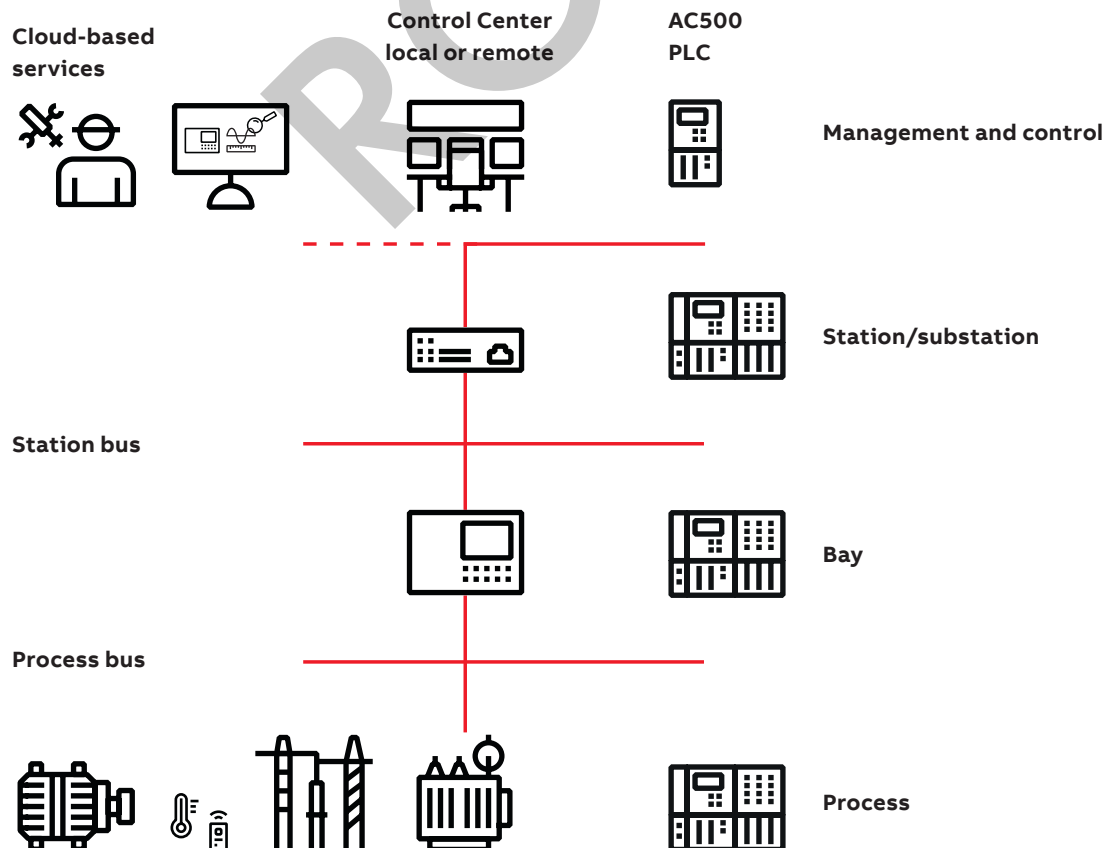 Cloud-based
services
Control Center
local or remote
AC500
PLC
Management and control
Station/substation
Station bus
Bay
Process bus
Process